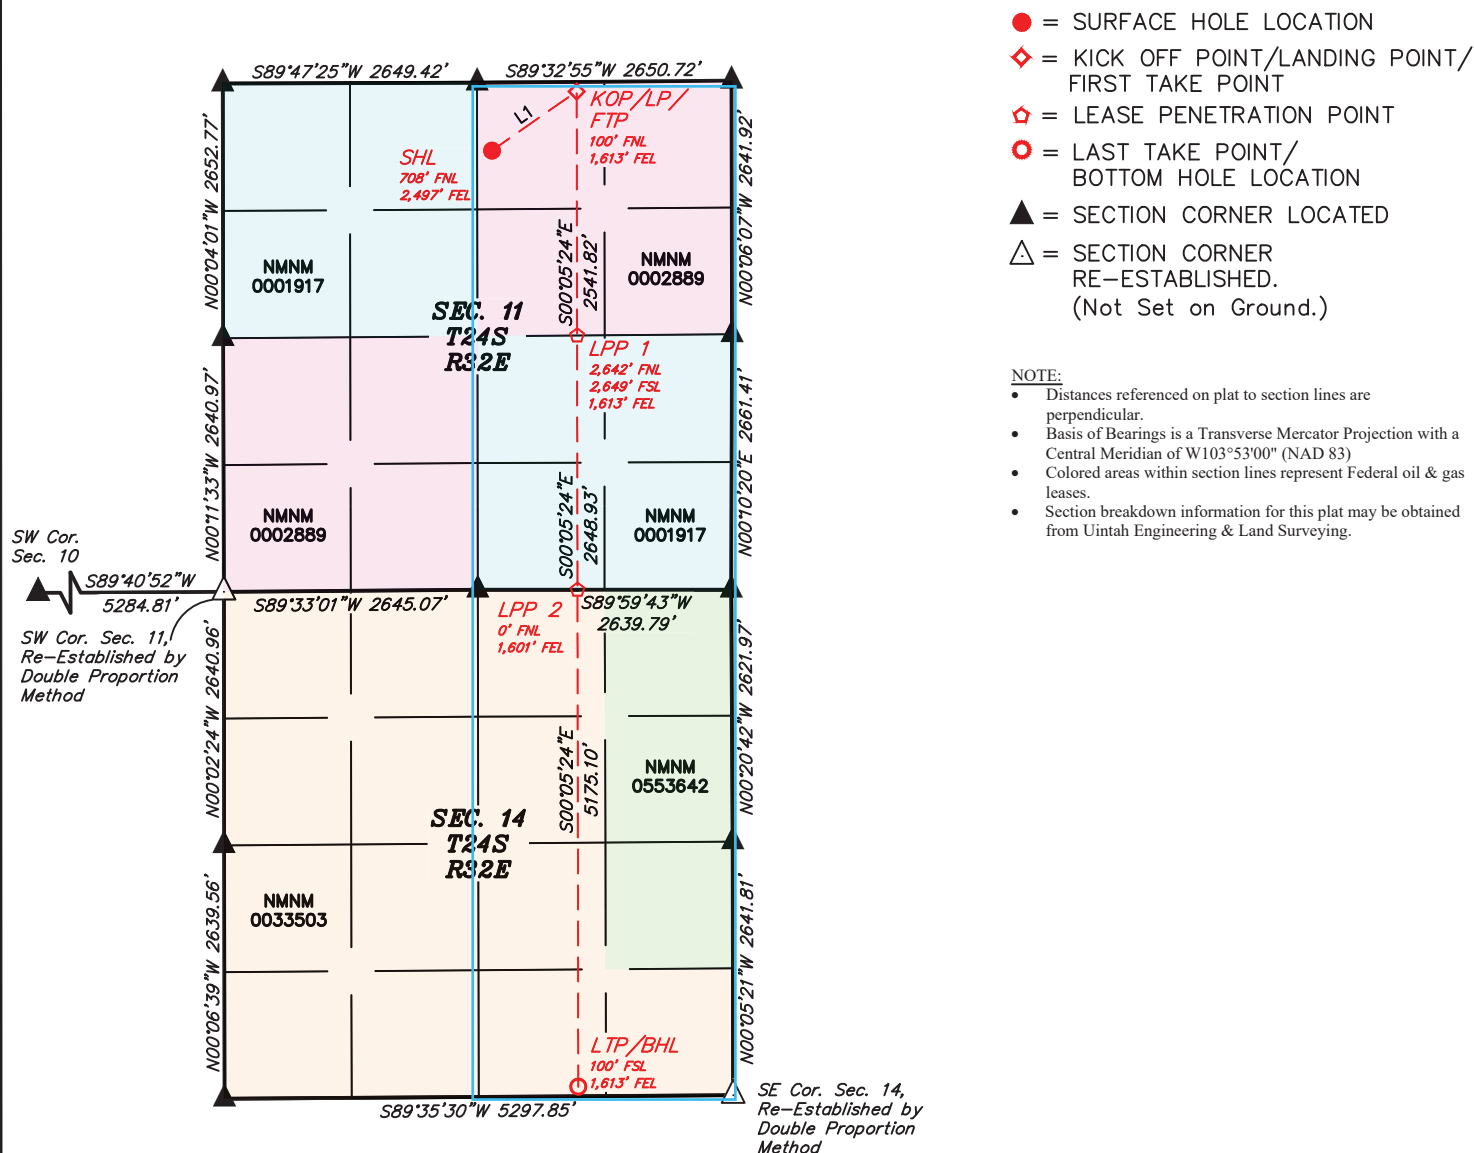 S89°47'25"W 2649.42'
S89°32'55"W 2650.72'
N00°04'01"W 2652.77'
N00°06'07"W 2641.92'
L1
KOP/LP/
FTP
100' FNL
1,613' FEL
SHL
708' FNL
2,497' FEL
S00°05'24"E
2541.82'
NMNM
0001917
NMNM
0002889
SEC. 11
T24S
R32E
LPP 1
2,642' FNL
2,649' FSL
1,613' FEL
N00°11'33"W 2640.97'
N00°10'20"E 2661.41'
S00°05'24"E
2648.93'
NMNM
0002889
NMNM
0001917
SW Cor.
Sec. 10
S89°40'52"W
5284.81'
S89°33'01"W 2645.07'
S89°59'43"W
2639.79'
LPP 2
0' FNL
1,601' FEL
SW Cor. Sec. 11,
Re-Established by
Double Proportion
Method
N00°02'24"W 2640.96'
N00°20'42"W 2621.97'
S00°05'24"E
5175.10'
NMNM
0553642
SEC. 14
T24S
R32E
NMNM
0033503
N00°06'39"W 2639.56'
N00°05'21"W 2641.81'
LTP/BHL
100' FSL
1,613' FEL
S89°35'30"W 5297.85'
SE Cor. Sec. 14,
Re-Established by
Double Proportion
Method
= SURFACE HOLE LOCATION
= KICK OFF POINT/LANDING POINT/
FIRST TAKE POINT
= LEASE PENETRATION POINT
= LAST TAKE POINT/
BOTTOM HOLE LOCATION
= SECTION CORNER LOCATED
= SECTION CORNER
RE-ESTABLISHED.
(Not Set on Ground.)
NOTE:
• Distances referenced on plat to section lines are
perpendicular.
• Basis of Bearings is a Transverse Mercator Projection with a
Central Meridian of W103°53'00" (NAD 83)
• Colored areas within section lines represent Federal oil & gas
leases.
• Section breakdown information for this plat may be obtained
from Uintah Engineering & Land Surveying.